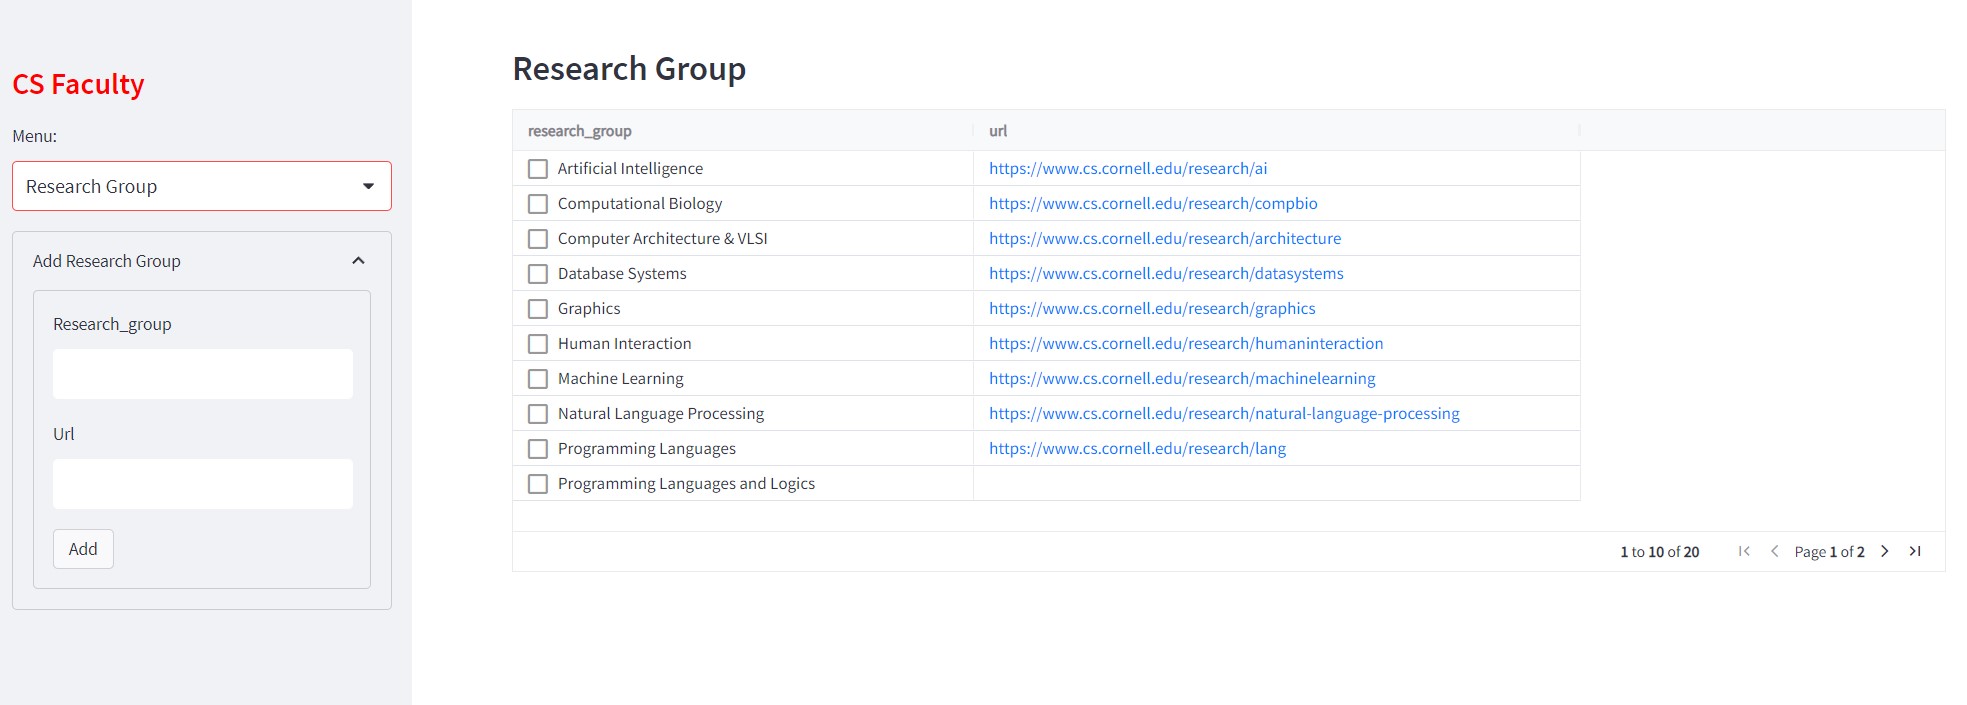 CS Faculty
Menu:
Research Group
Add Research Group
Research_group
Url
Add
Research Group
research_group url
Artificial Intelligence https://www.cs.cornell.edu/research/ai
Computational Biology https://www.cs.cornell.edu/research/compbio
Computer Architecture & VLSI https://www.cs.cornell.edu/research/architecture
Database Systems https://www.cs.cornell.edu/research/datasystems
Graphics https://www.cs.cornell.edu/research/graphics
Human Interaction https://www.cs.cornell.edu/research/humaninteraction
Machine Learning https://www.cs.cornell.edu/research/machinelearning
Natural Language Processing https://www.cs.cornell.edu/research/natural-language-processing
Programming Languages https://www.cs.cornell.edu/research/lang
Programming Languages and Logics
1 to 10 of 20 Page 1 of 2